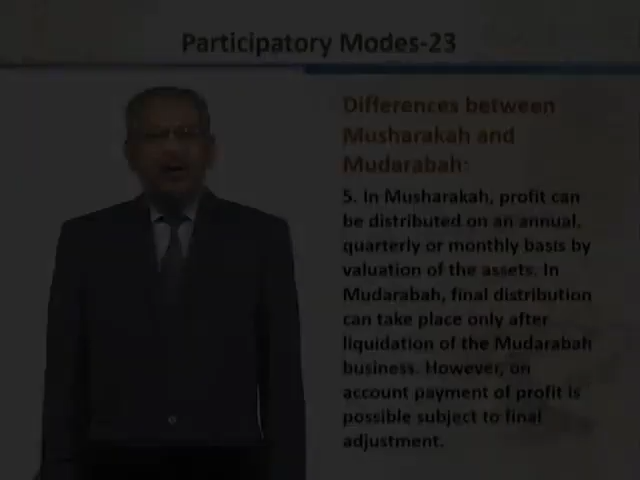 Participatory Modes-23
Differences between
Musharakah and
Mudarabah:
5. In Musharakah, profit can
be distributed on an annual,
quarterly or monthly basis by
valuation of the assets. In
Mudarabah, final distribution
can take place only after
liquidation of the Mudarabah
business. However, on
account payment of profit is
possible subject to final
adjustment.